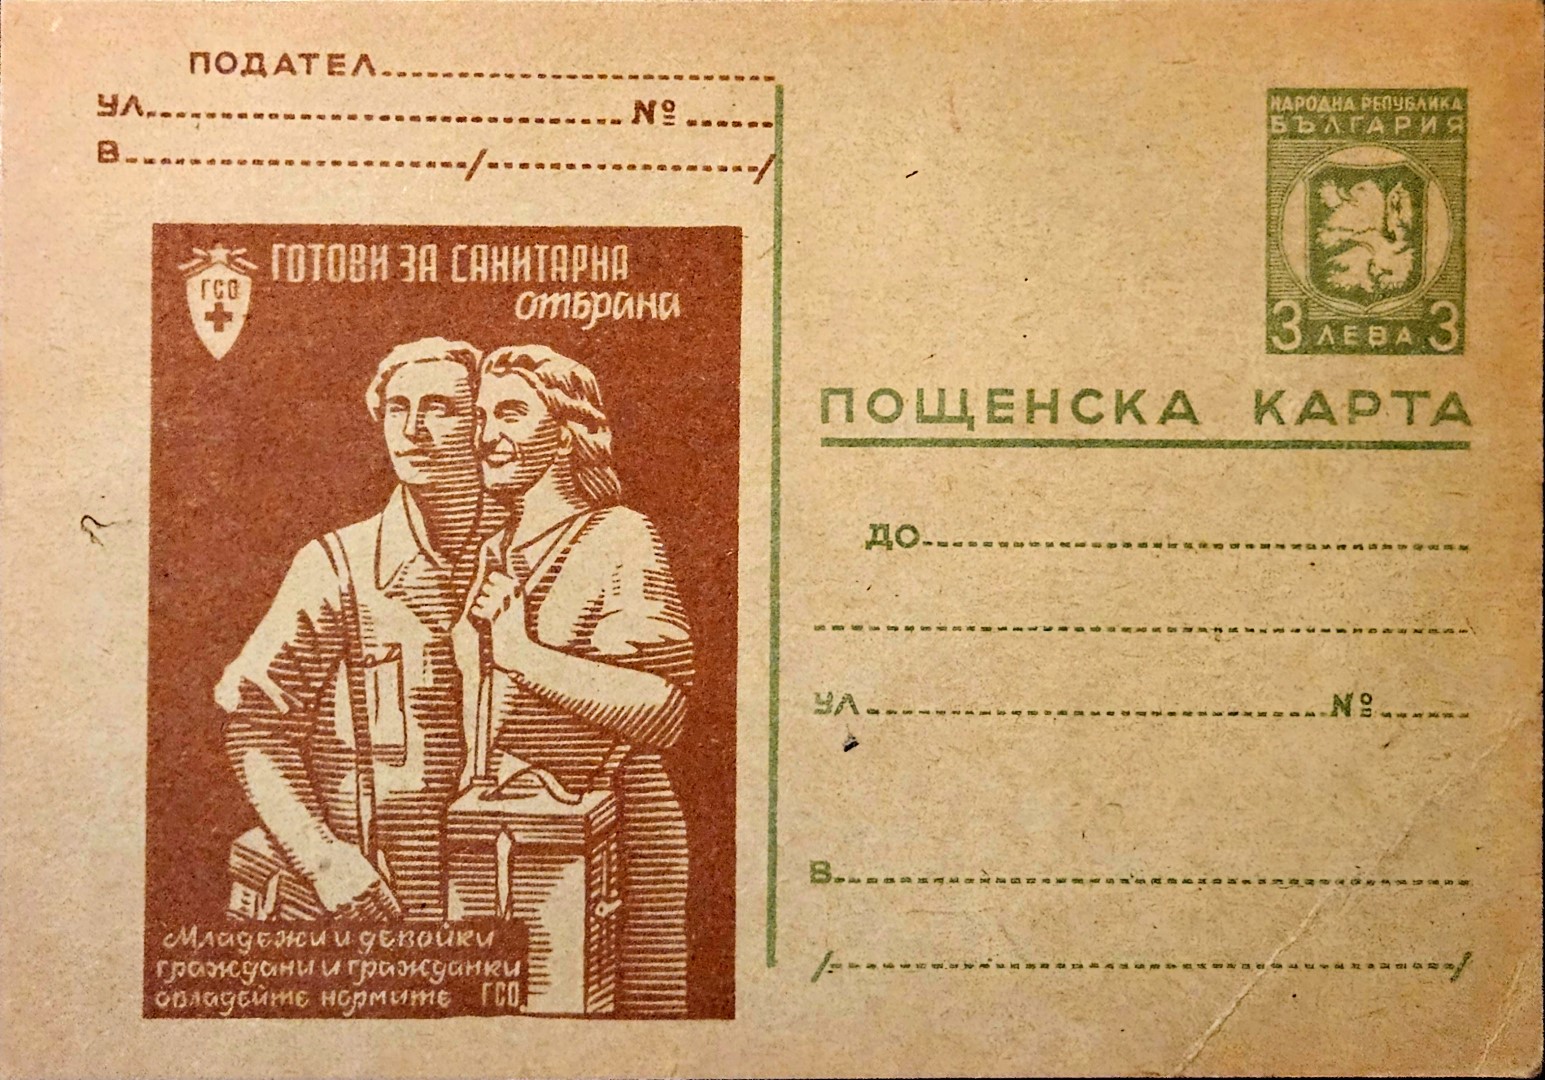 ПОДАТЕЛ
УЛ. №
В / /
ГСО
ГОТОВИ ЗА САНИТАРНА
отбрана
Младежи и девойки
граждани и гражданки
овладейте нормите ГСО
НАРОДНА РЕПУБЛИКА
БЪЛГАРИЯ
3 ЛЕВА 3
ПОЩЕНСКА КАРТА
ДО
УЛ. №
В
/ /